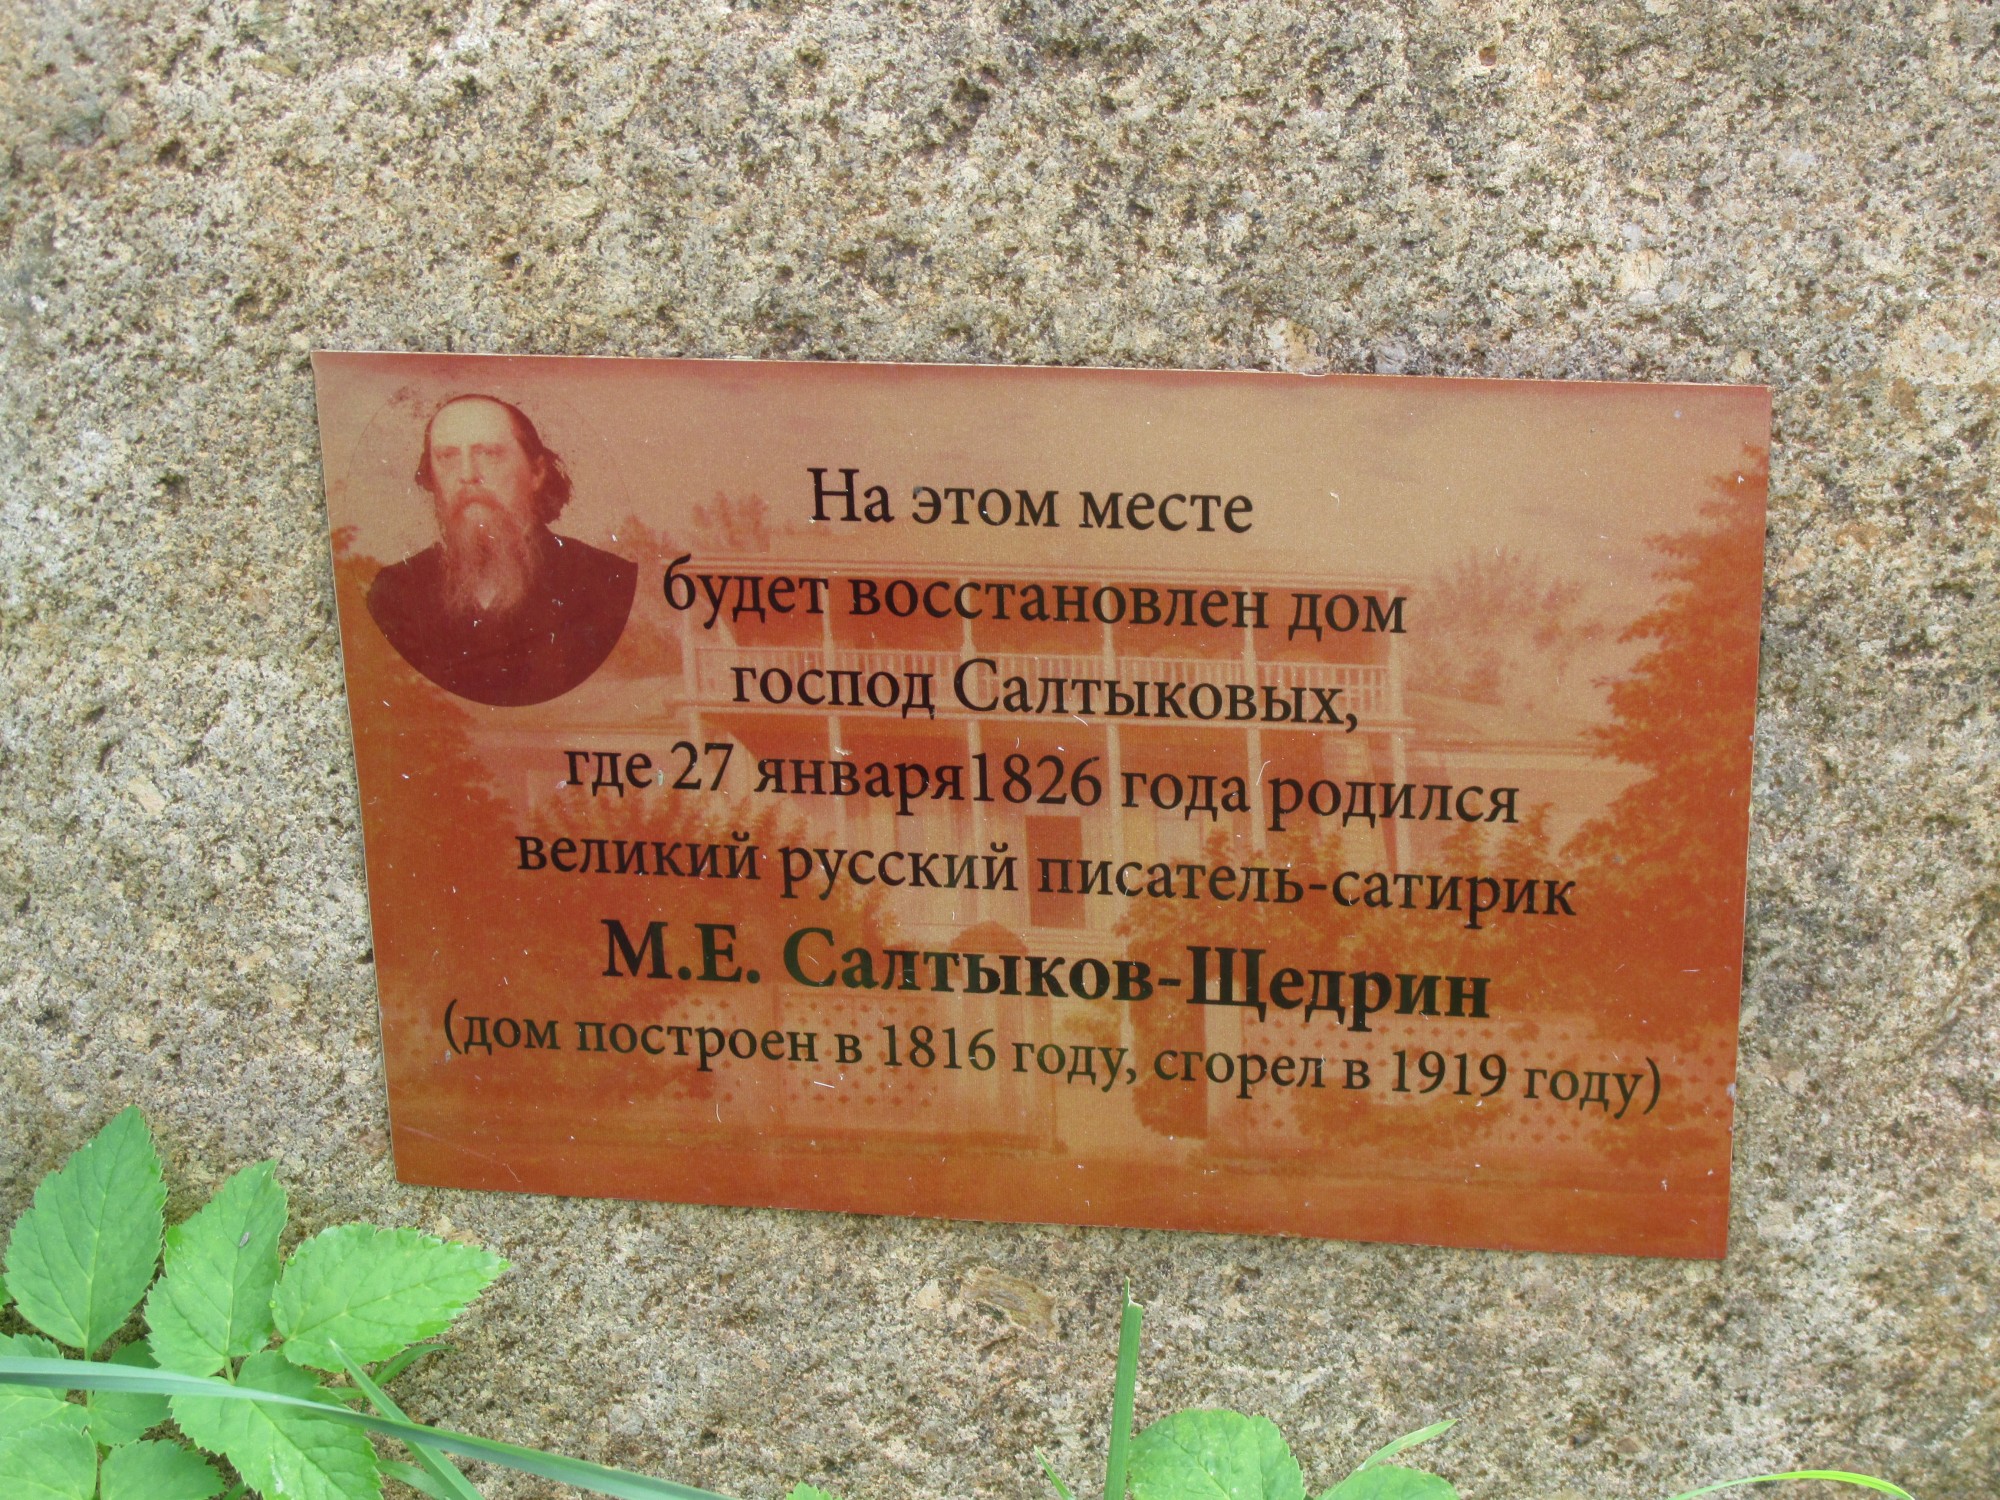 На этом месте
будет восстановлен дом
господ Салтыковых,
где 27 января1826 года родился
великий русский писатель-сатирик
М.Е. Салтыков-Щедрин
(дом построен в 1816 году, сгорел в 1919 году)